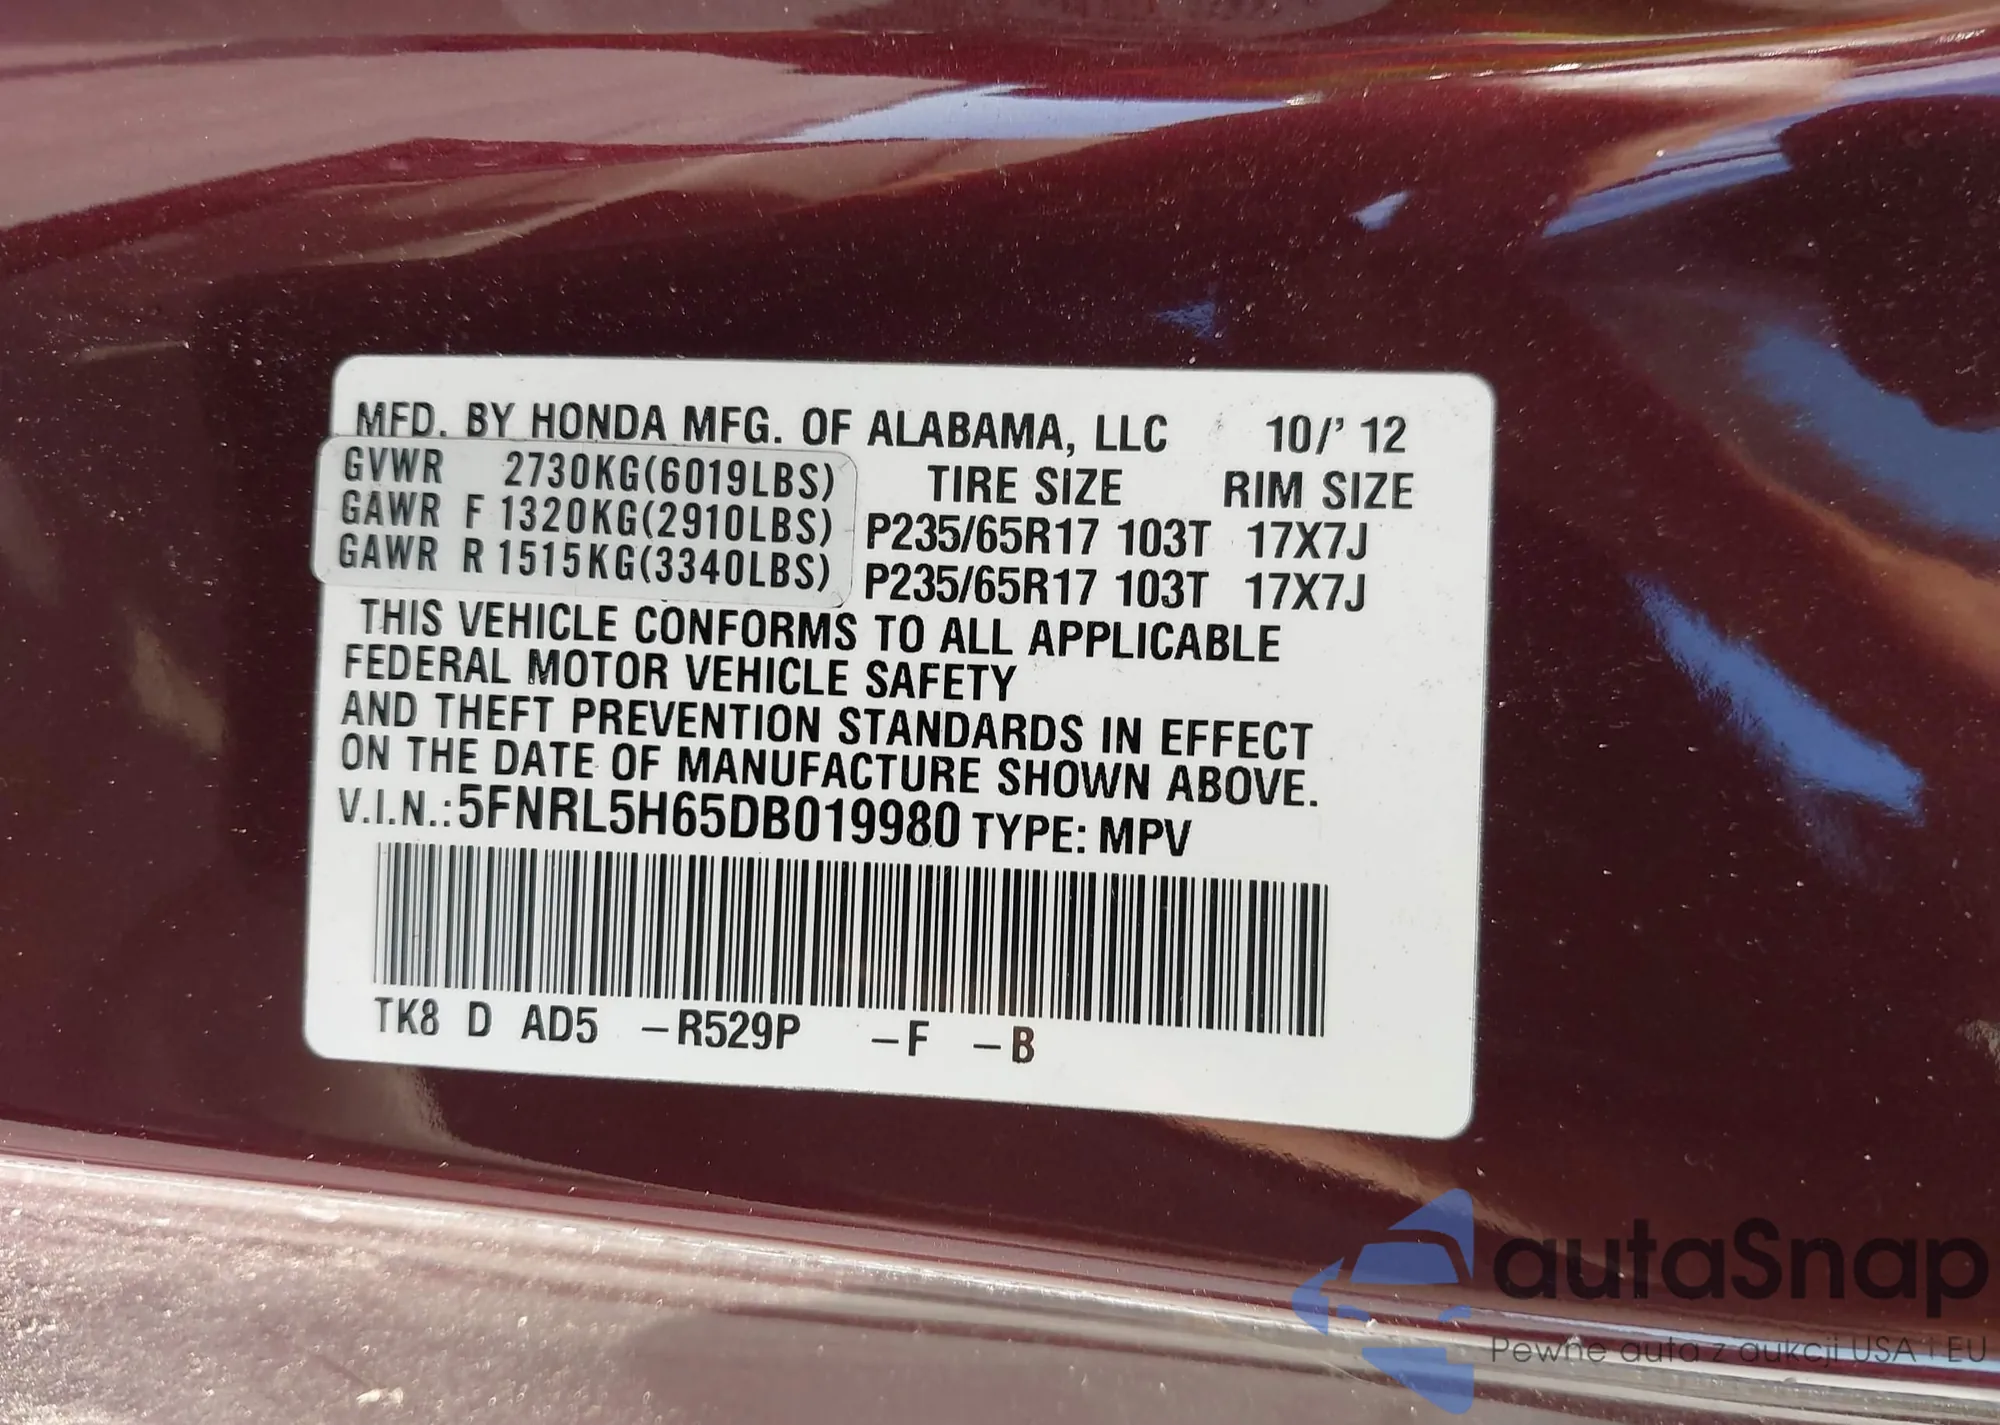 MFD. BY HONDA MFG. OF ALABAMA, LLC 10/' 12
GVWR 2730KG(6019LBS) TIRE SIZE RIM SIZE
GAWR F 1320KG(2910LBS) P235/65R17 103T 17X7J
GAWR R 1515KG(3340LBS) P235/65R17 103T 17X7J
THIS VEHICLE CONFORMS TO ALL APPLICABLE
FEDERAL MOTOR VEHICLE SAFETY
AND THEFT PREVENTION STANDARDS IN EFFECT
ON THE DATE OF MANUFACTURE SHOWN ABOVE.
V.I.N.:5FNRL5H65DB019980 TYPE: MPV
TK8 D AD5 –R529P –F –B
autaSnap
Pewne auta z aukcji USA i EU